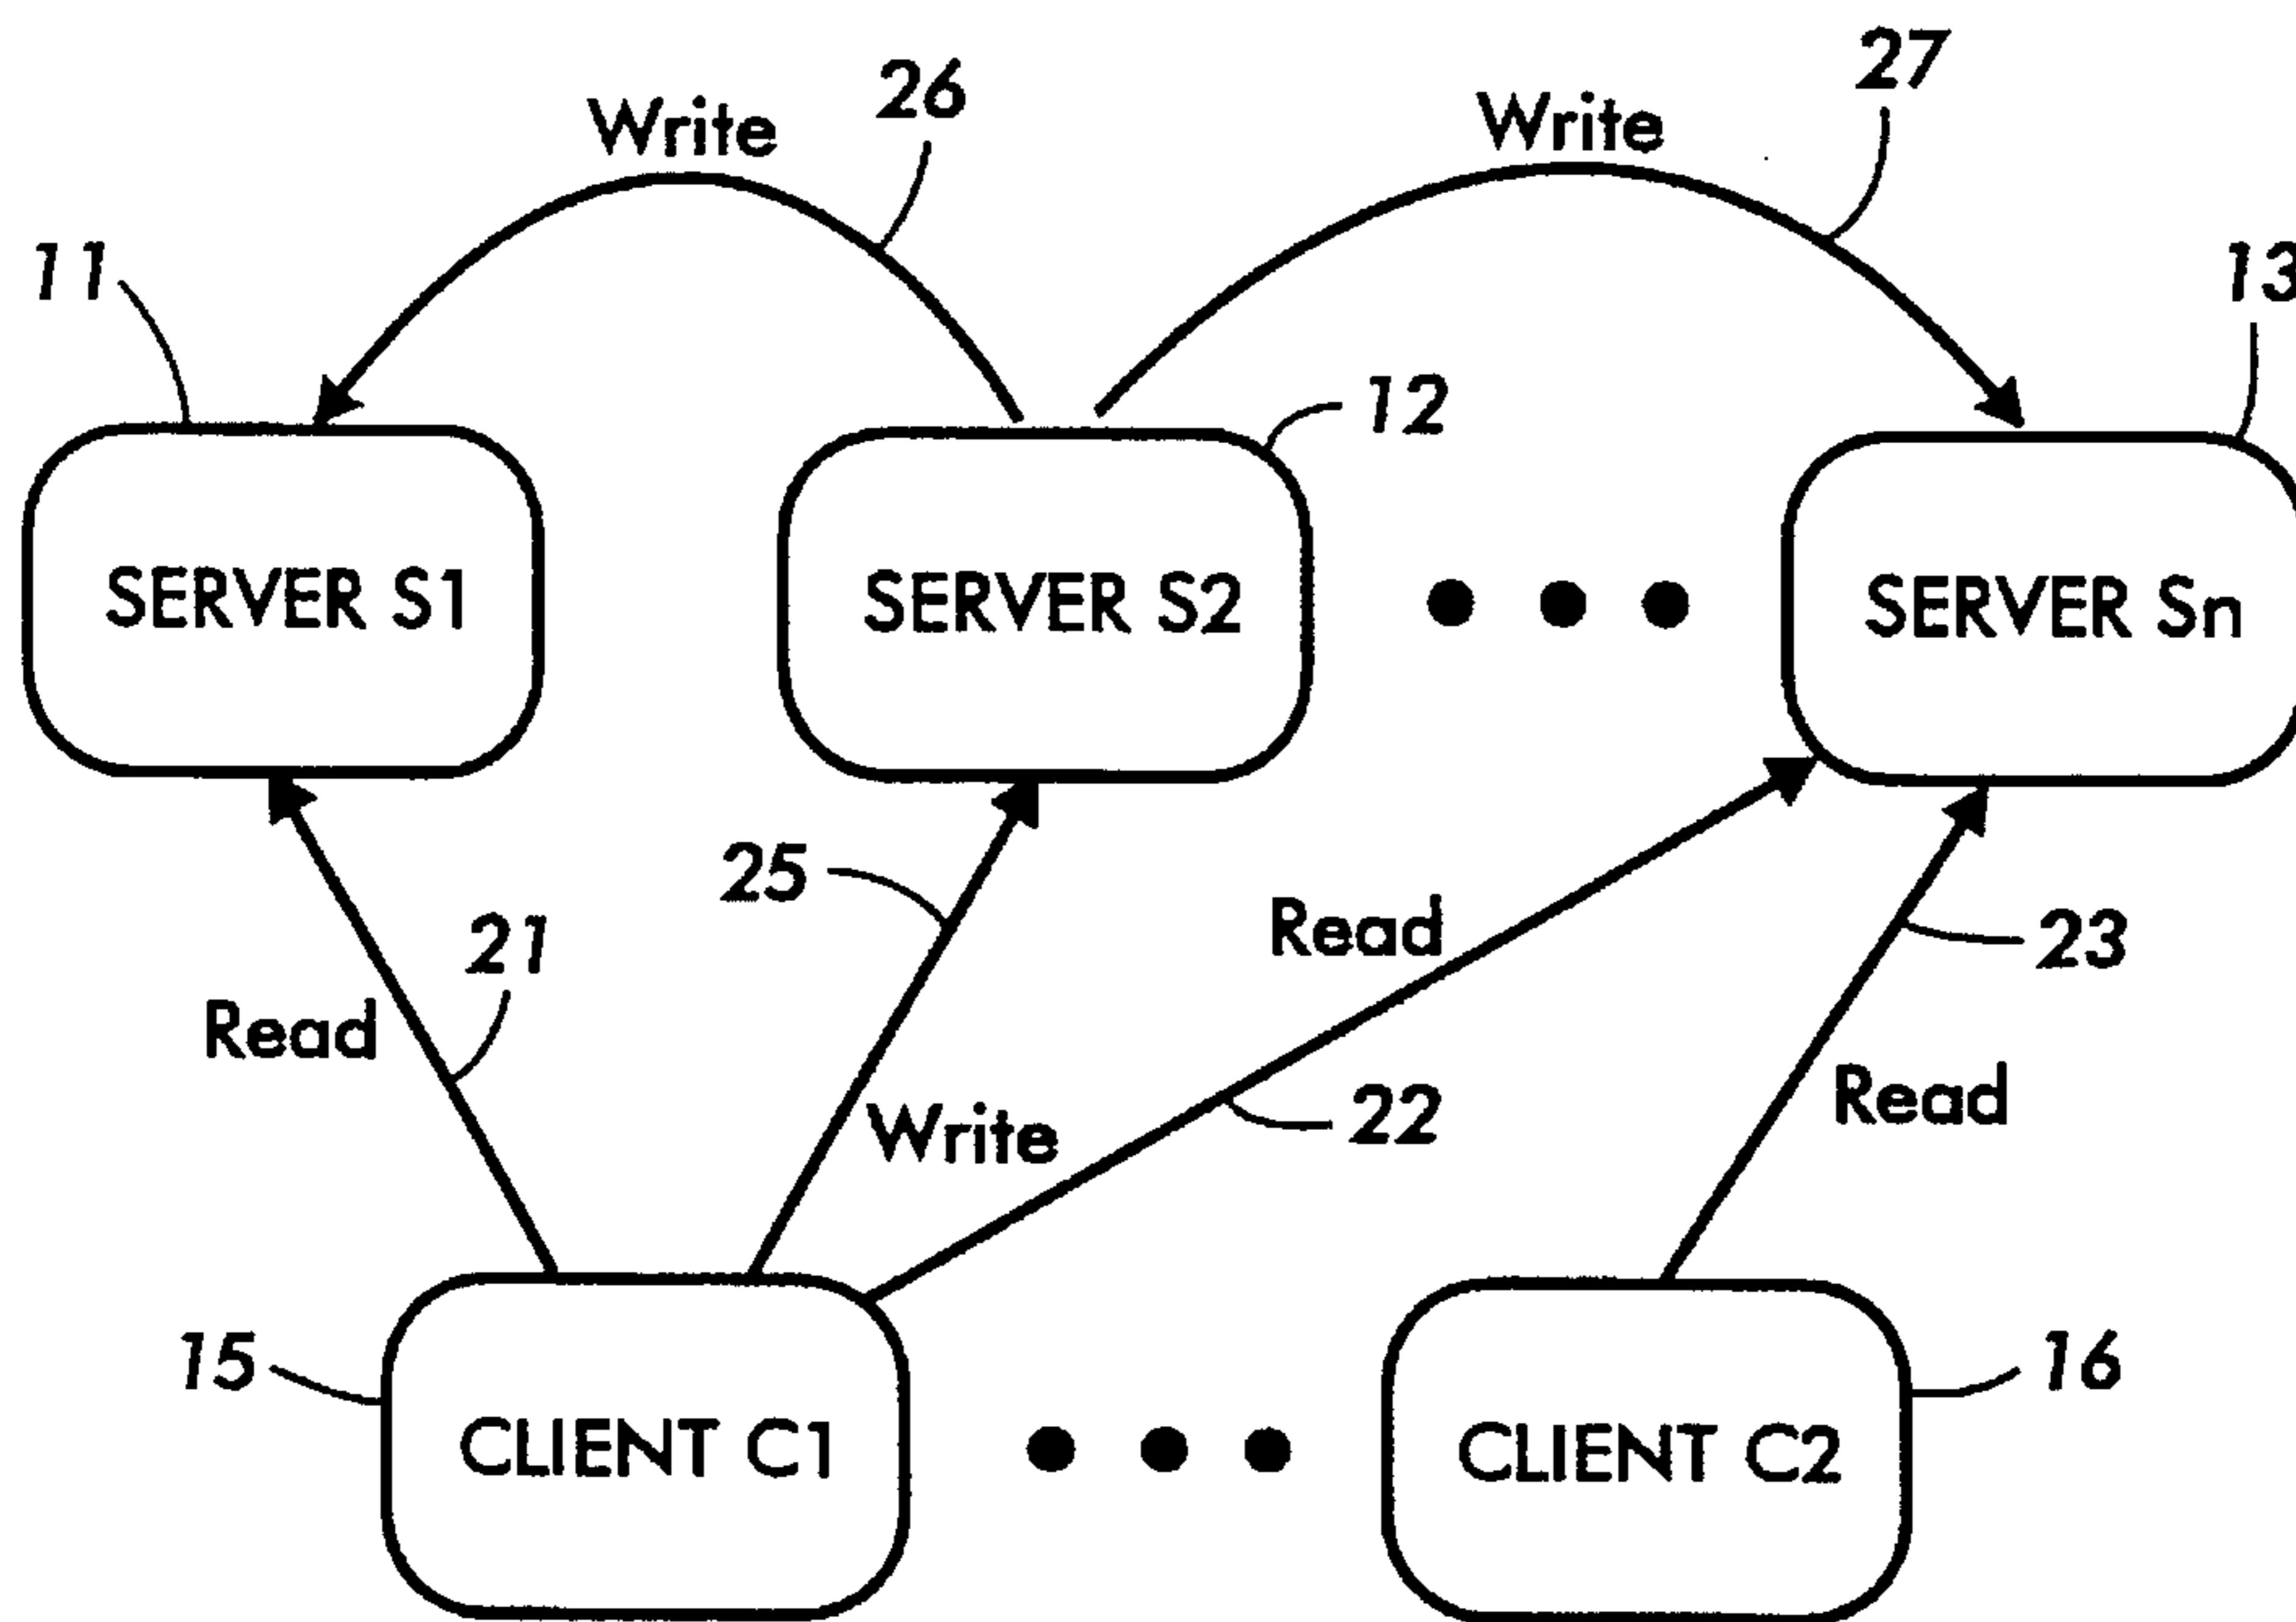 27
26
Write
Write
11
13
12
SERVER S1
SERVER S2
SERVER Sn
25
Read
21
23
Read
Write
22
Read
15
16
CLIENT C1
CLIENT C2